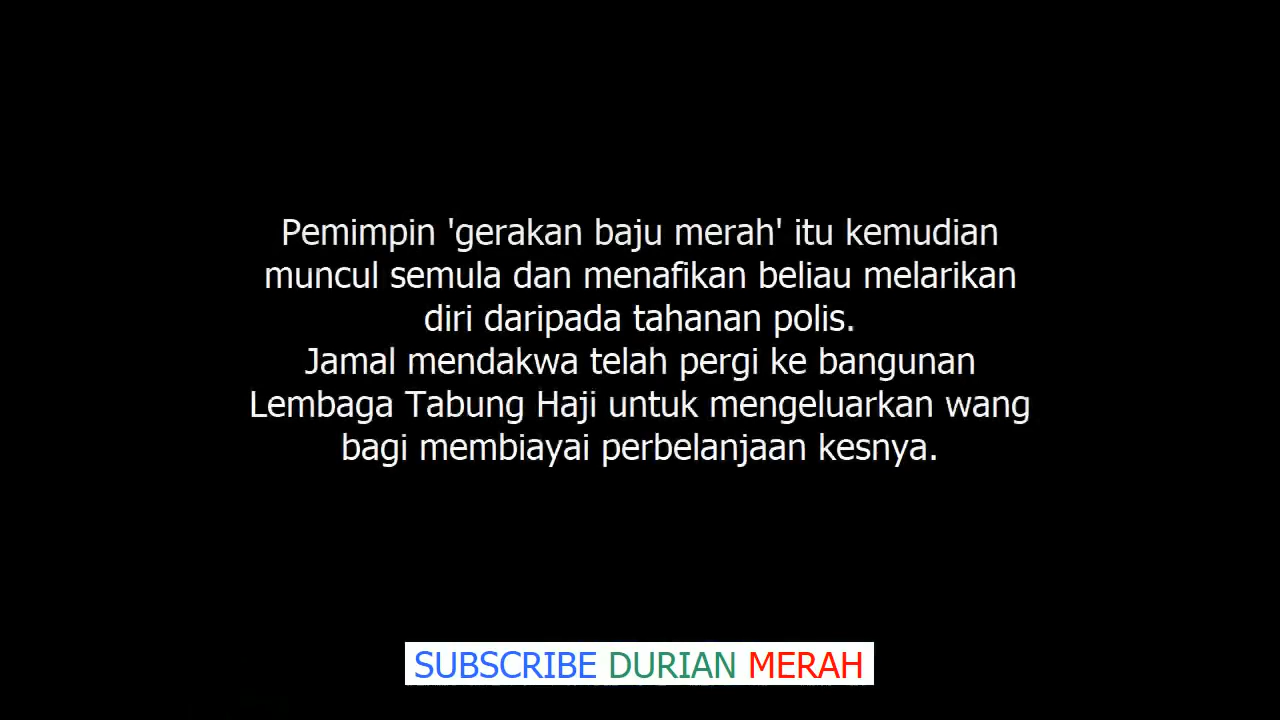 Pemimpin 'gerakan baju merah' itu kemudian
muncul semula dan menafikan beliau melarikan
diri daripada tahanan polis.
Jamal mendakwa telah pergi ke bangunan
Lembaga Tabung Haji untuk mengeluarkan wang
bagi membiayai perbelanjaan kesnya.
SUBSCRIBE DURIAN MERAH